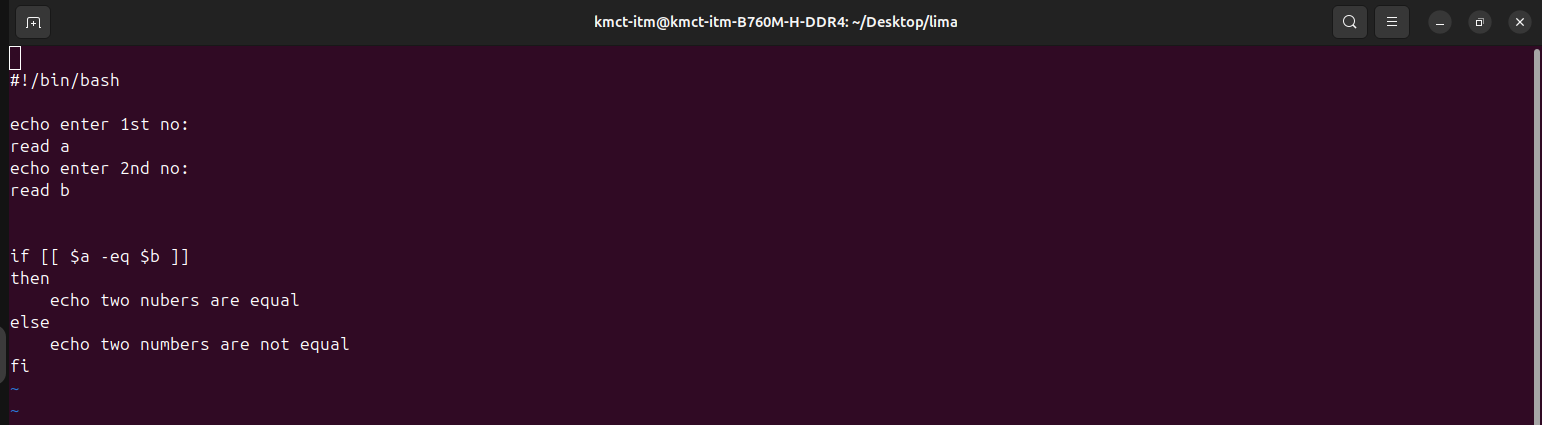 kmct-itm@kmct-itm-B760M-H-DDR4: ~/Desktop/lima
#!/bin/bash
echo enter 1st no:
read a
echo enter 2nd no:
read b
if [[ $a -eq $b ]]
then
    echo two nubers are equal
else
    echo two numbers are not equal
fi
~
~